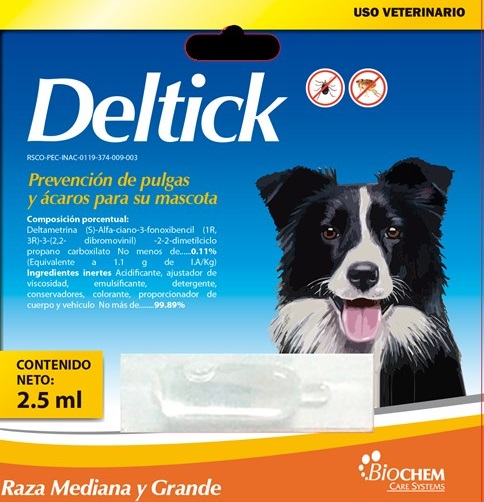 USO VETERINARIO
Deltick
RSCO-PEC-INAC-0119-374-009-003
Prevención de pulgas
y ácaros para su mascota
Composición porcentual:
Deltametrina (S)-Alfa-ciano-3-fonoxibencil (1R,
3R)-3-(2,2- dibromovinil) -2-2-dimetilciclo
propano carboxilato No menos de.....0.11%
(Equivalente a 1.1 g de I.A/Kg)
Ingredientes inertes Acidificante, ajustador de
viscosidad, emulsificante, detergente,
conservadores, colorante, proporcionador de
cuerpo y vehículo No más de.......99.89%
CONTENIDO
NETO:
2.5 ml
Raza Mediana y Grande
BIOCHEM
CARE SYSTEMS